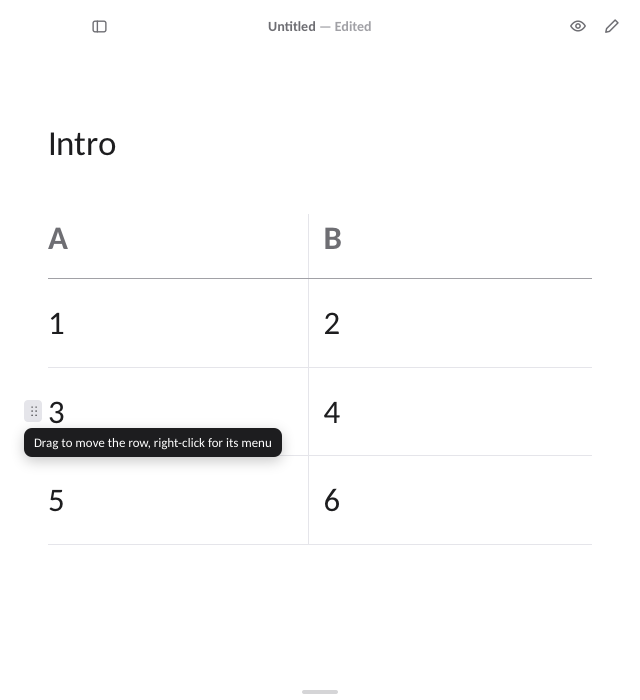 Untitled — Edited
Intro
A B
1 2
3 4
Drag to move the row, right-click for its menu
5 6